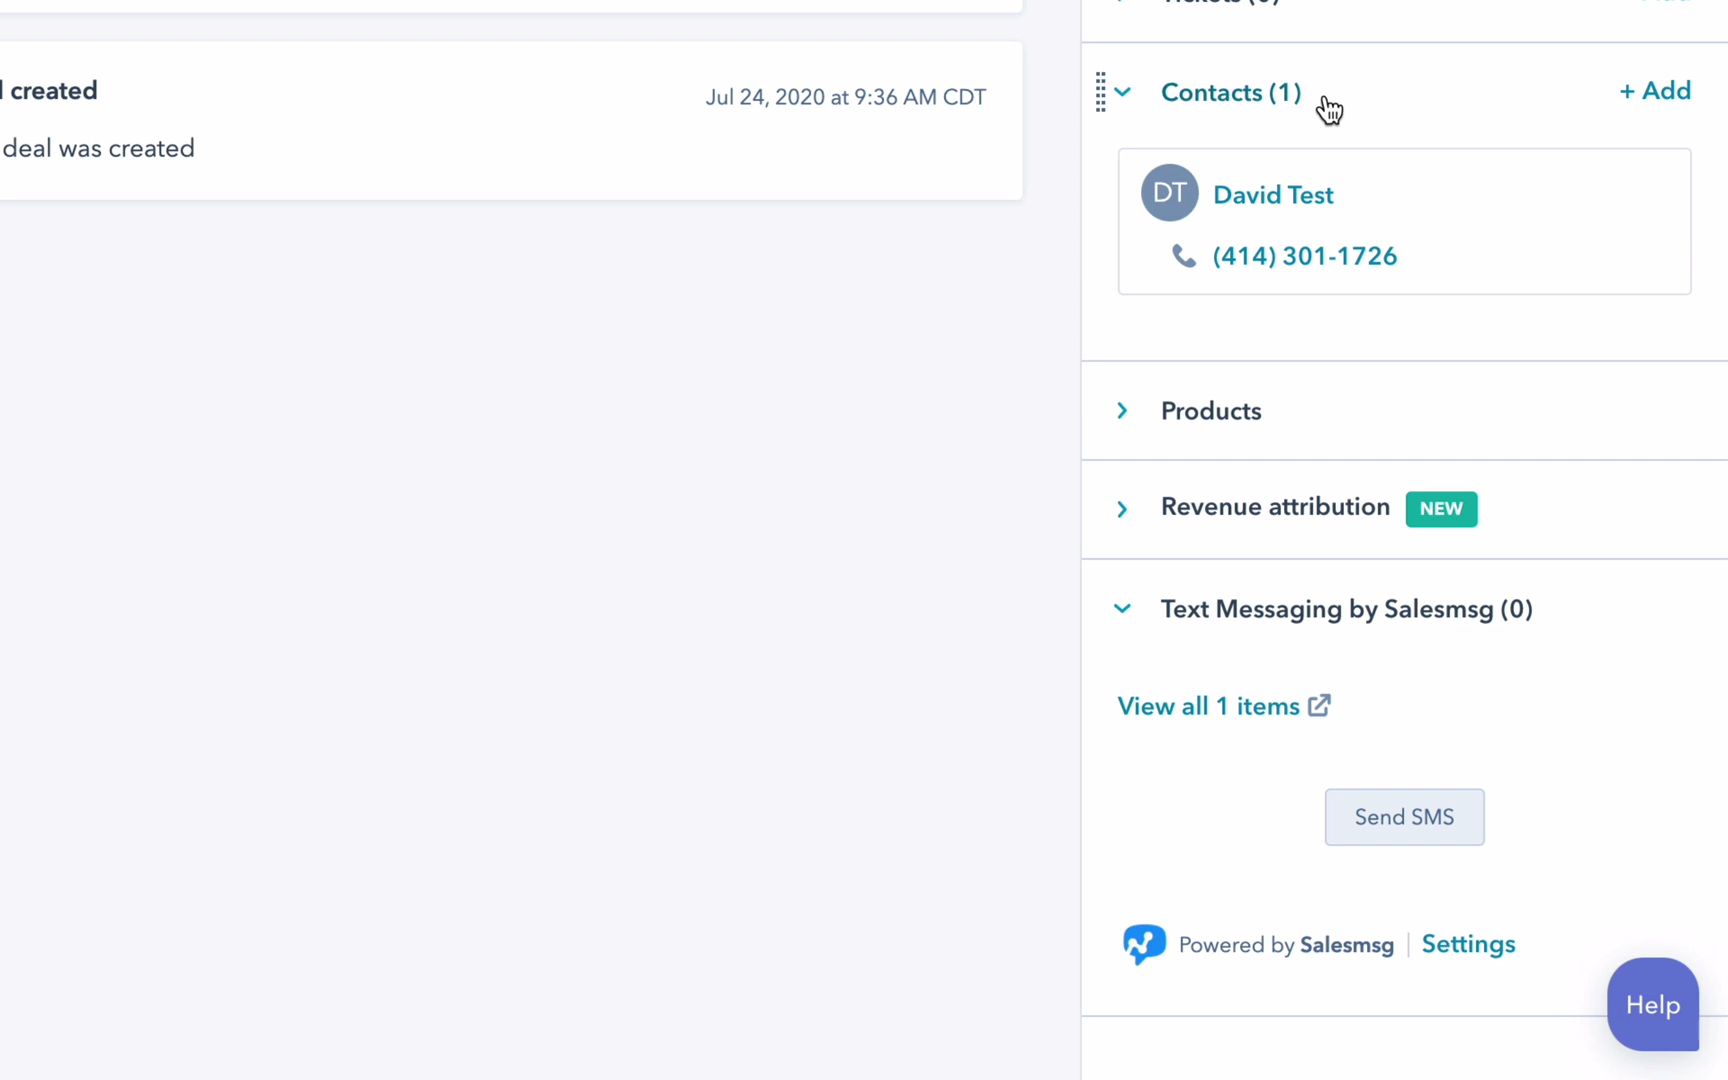 created
Jul 24, 2020 at 9:36 AM CDT
deal was created
Contacts (1)
+ Add
DT
David Test
(414) 301-1726
Products
Revenue attribution
NEW
Text Messaging by Salesmsg (0)
View all 1 items
Send SMS
Powered by Salesmsg | Settings
Help